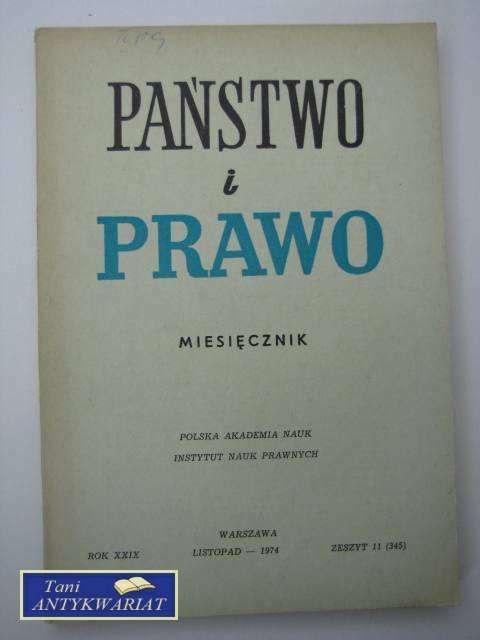 PAŃSTWO
i
PRAWO
MIESIĘCZNIK
POLSKA AKADEMIA NAUK
INSTYTUT NAUK PRAWNYCH
WARSZAWA
ROK XXIX LISTOPAD — 1974 ZESZYT 11 (345)
Tani
ANTYKWARIAT